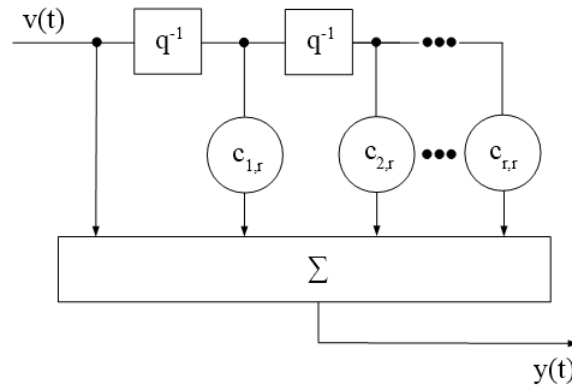 v(t)
q⁻¹
q⁻¹
c₁,ᵣ
c₂,ᵣ
cᵣ,ᵣ
Σ
y(t)